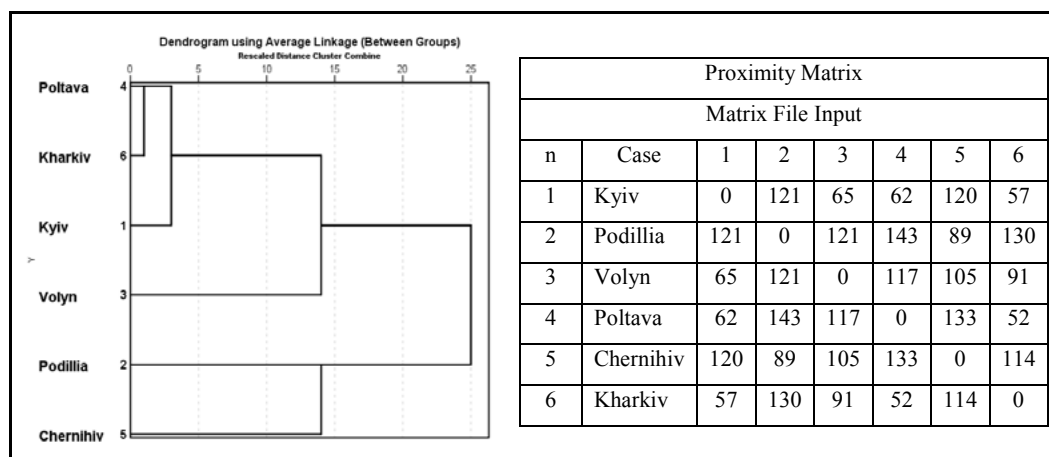 Dendrogram using Average Linkage (Between Groups)
Rescaled Distance Cluster Combine
0 5 10 15 20 25
Poltava 4
Kharkiv 6
Kyiv 1
Y
Volyn 3
Podillia 2
Chernihiv 5
Proximity Matrix
Matrix File Input
n Case 1 2 3 4 5 6
1 Kyiv 0 121 65 62 120 57
2 Podillia 121 0 121 143 89 130
3 Volyn 65 121 0 117 105 91
4 Poltava 62 143 117 0 133 52
5 Chernihiv 120 89 105 133 0 114
6 Kharkiv 57 130 91 52 114 0